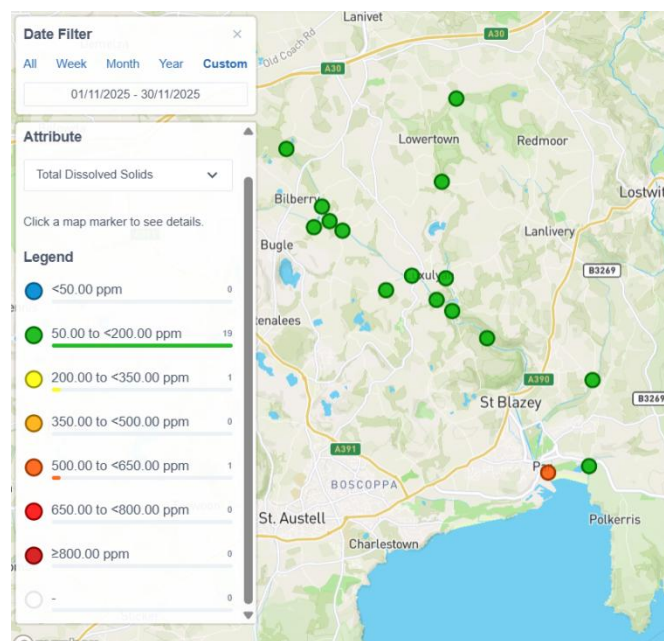 Date Filter
×
All Week Month Year Custom
01/11/2025 - 30/11/2025
Attribute
Total Dissolved Solids
Click a map marker to see details.
Legend
<50.00 ppm 0
50.00 to <200.00 ppm 19
200.00 to <350.00 ppm 1
350.00 to <500.00 ppm 0
500.00 to <650.00 ppm 1
650.00 to <800.00 ppm 0
≥800.00 ppm 0
- 0
Lanivet
A30
Old Coach Rd
A30
Lowertown
Redmoor
Bilberry
Lostwit
Lanlivery
Bugle
B3269
xuly
tenalees
A390
St Blazey
B3269
A391
Pa
BOSCOPPA
St. Austell
Polkerris
Charlestown